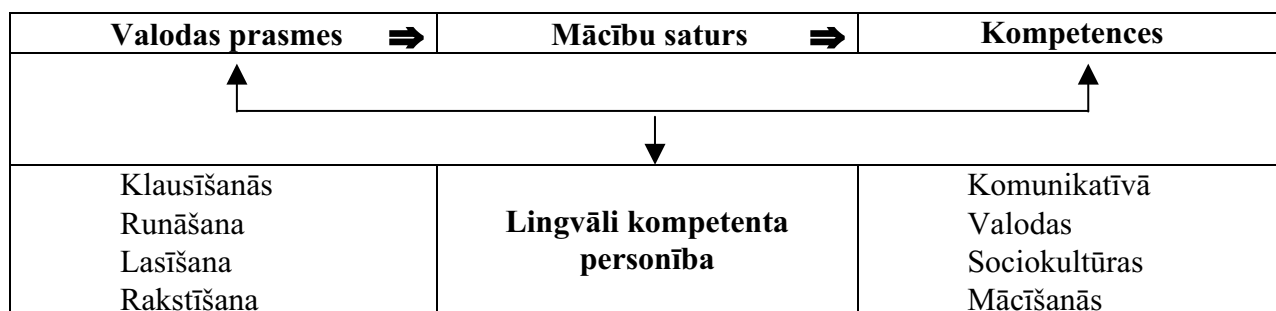 Valodas prasmes ⇒ Mācību saturs ⇒ Kompetences
Klausīšanās
Runāšana
Lasīšana
Rakstīšana
Lingvāli kompetenta
personība
Komunikatīvā
Valodas
Sociokultūras
Mācīšanās